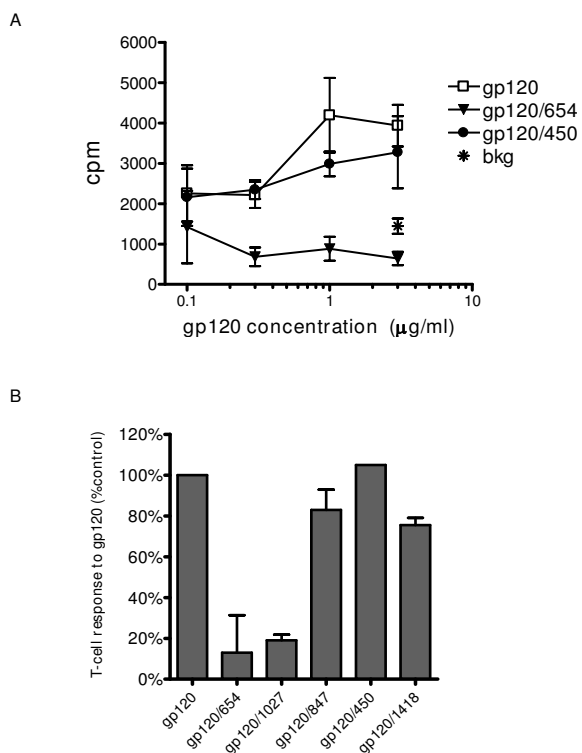 A
6000
5000
4000
3000
2000
1000
0
cpm
0.1
1
10
gp120 concentration (μg/ml)
gp120
gp120/654
gp120/450
bkg
B
120%
100%
80%
60%
40%
20%
0%
T-cell response to gp120 (%control)
gp120
gp120/654
gp120/1027
gp120/847
gp120/450
gp120/1418